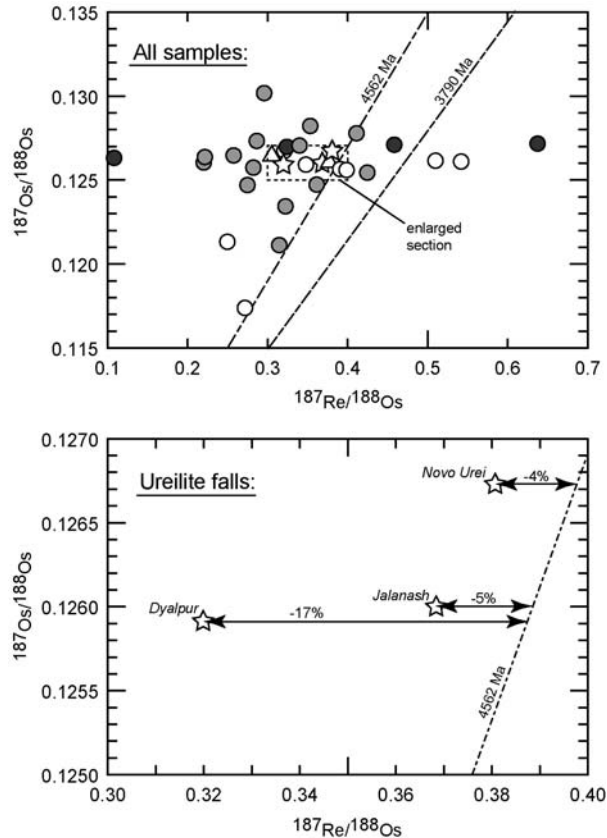 All samples:
0.135
0.130
0.125
0.120
0.115
187Os/188Os
4562 Ma
3790 Ma
enlarged
section
0.1 0.2 0.3 0.4 0.5 0.6 0.7
187Re/188Os
Ureilite falls:
0.1270
0.1265
0.1260
0.1255
0.1250
187Os/188Os
Novo Urei
-4%
Jalanash
-5%
Dyalpur
-17%
4562 Ma
0.30 0.32 0.34 0.36 0.38 0.40
187Re/188Os